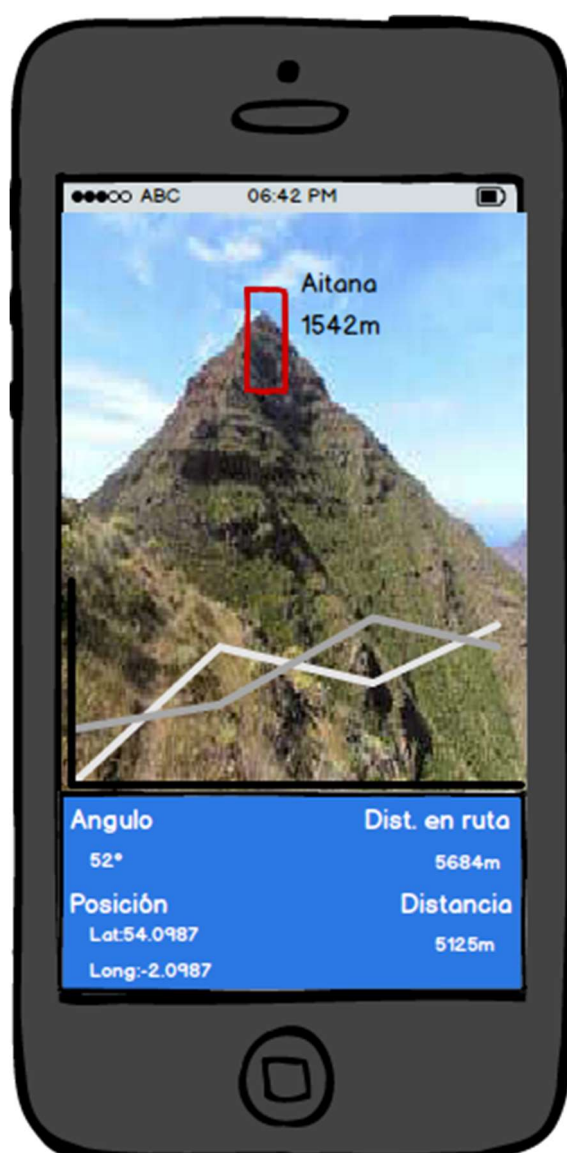 ABC 06:42 PM
Aitana
1542m
Angulo Dist. en ruta
52° 5684m
Posición Distancia
Lat:54.0987 5125m
Long:-2.0987